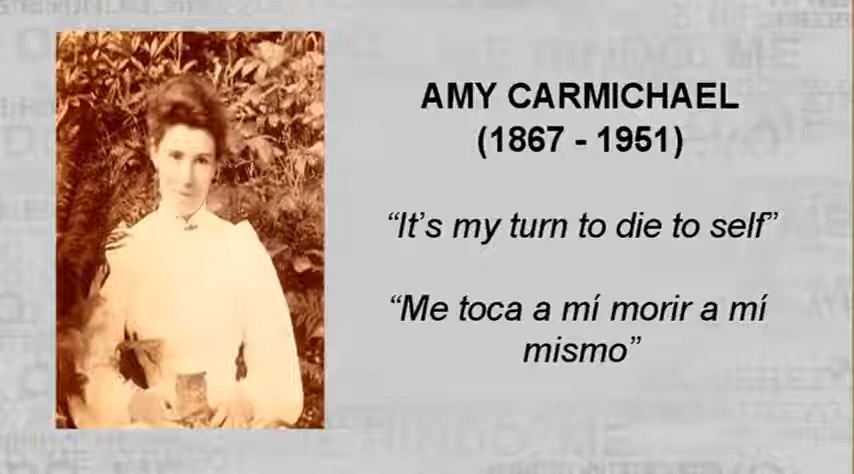 AMY CARMICHAEL
(1867 - 1951)
“It’s my turn to die to self”
“Me toca a mí morir a mí
mismo”